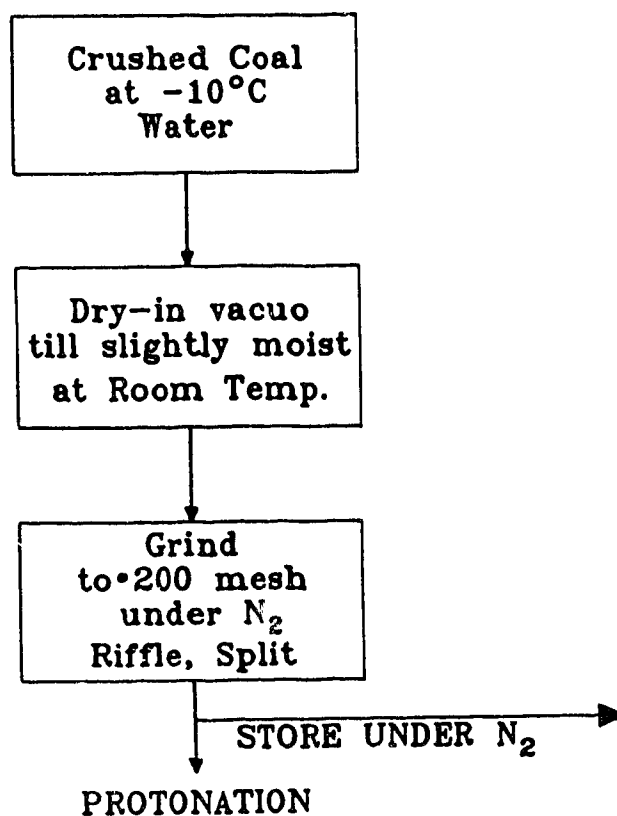 Crushed Coal
at -10°C
Water
Dry-in vacuo
till slightly moist
at Room Temp.
Grind
to•200 mesh
under N₂
Riffle, Split
STORE UNDER N₂
PROTONATION